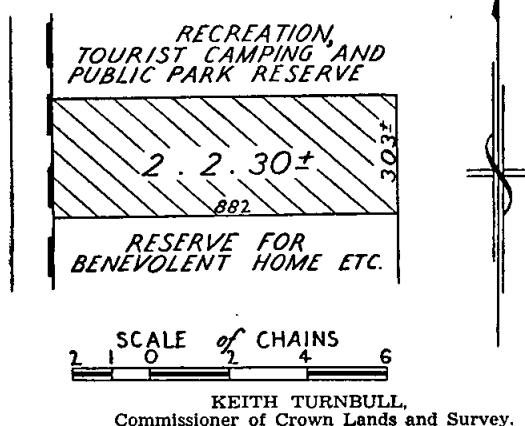 RECREATION,
TOURIST CAMPING AND
PUBLIC PARK RESERVE
2 . 2 . 30±
303±
882
RESERVE FOR
BENEVOLENT HOME ETC.
SCALE of CHAINS
2 1 0 2 4 6
KEITH TURNBULL,
Commissioner of Crown Lands and Survey.